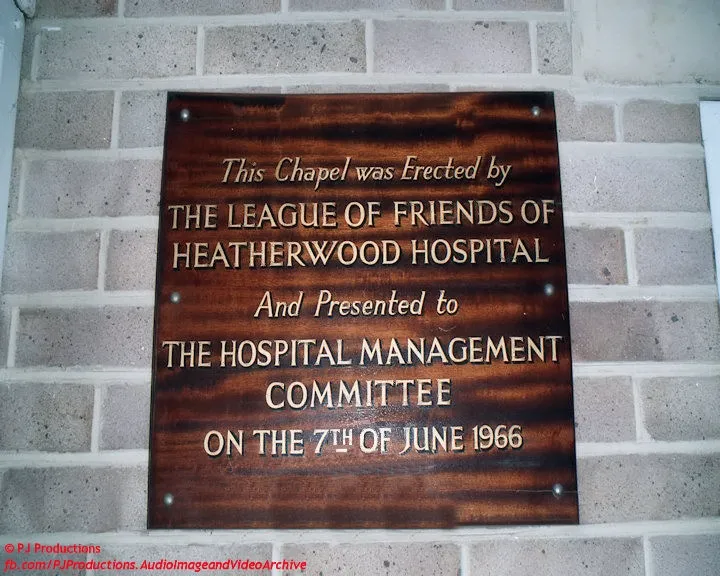 This Chapel was Erected by
THE LEAGUE OF FRIENDS OF
HEATHERWOOD HOSPITAL
And Presented to
THE HOSPITAL MANAGEMENT
COMMITTEE
ON THE 7TH OF JUNE 1966
© PJ Productions
fb.com/PJProductions.AudioImageandVideoArchive